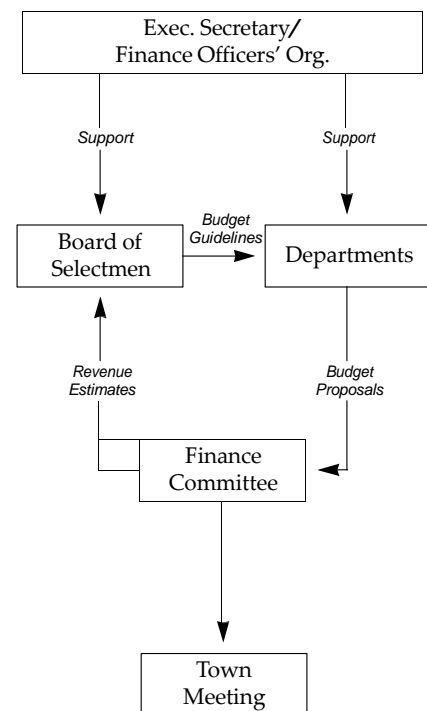 Exec. Secretary/
Finance Officers' Org.
Support
Support
Budget
Guidelines
Board of
Selectmen
Departments
Revenue
Estimates
Budget
Proposals
Finance
Committee
Town
Meeting